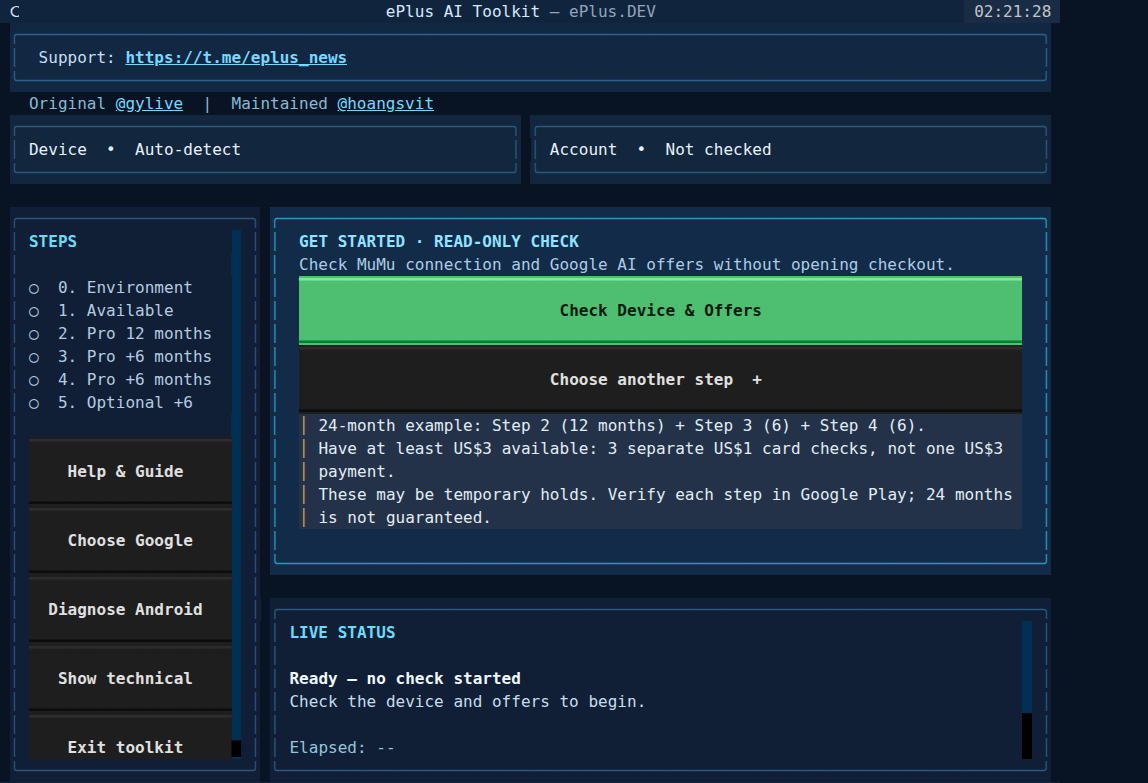 C
ePlus AI Toolkit — ePlus.DEV
02:21:28
Support: https://t.me/eplus_news
Original @gylive | Maintained @hoangsvit
Device • Auto-detect
Account • Not checked
STEPS
○ 0. Environment
○ 1. Available
○ 2. Pro 12 months
○ 3. Pro +6 months
○ 4. Pro +6 months
○ 5. Optional +6
Help & Guide
Choose Google
Diagnose Android
Show technical
Exit toolkit
GET STARTED · READ-ONLY CHECK
Check MuMu connection and Google AI offers without opening checkout.
Check Device & Offers
Choose another step +
24-month example: Step 2 (12 months) + Step 3 (6) + Step 4 (6).
Have at least US$3 available: 3 separate US$1 card checks, not one US$3
payment.
These may be temporary holds. Verify each step in Google Play; 24 months
is not guaranteed.
LIVE STATUS
Ready — no check started
Check the device and offers to begin.
Elapsed: --